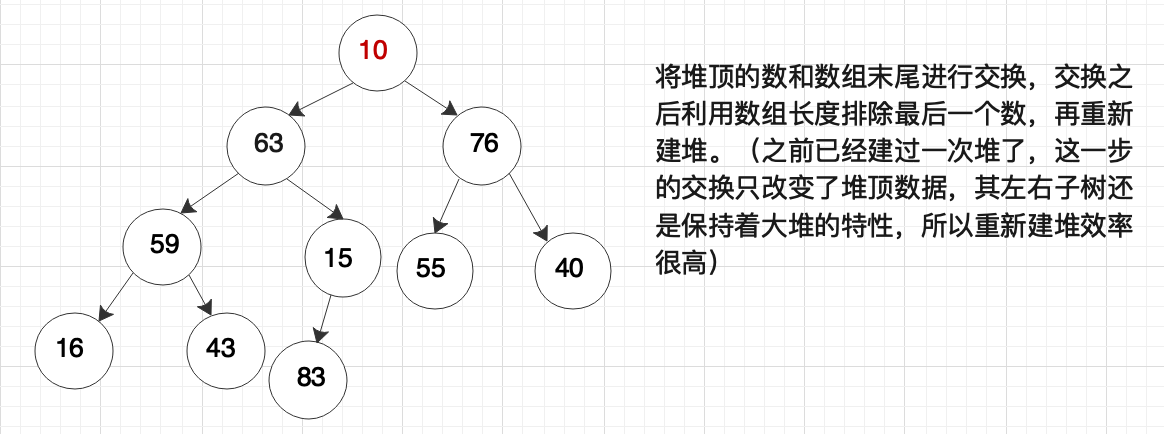 10
63
76
59
15
55
40
16
43
83
将堆顶的数和数组末尾进行交换，交换之
后利用数组长度排除最后一个数，再重新
建堆。（之前已经建过一次堆了，这一步
的交换只改变了堆顶数据，其左右子树还
是保持着大堆的特性，所以重新建堆效率
很高）